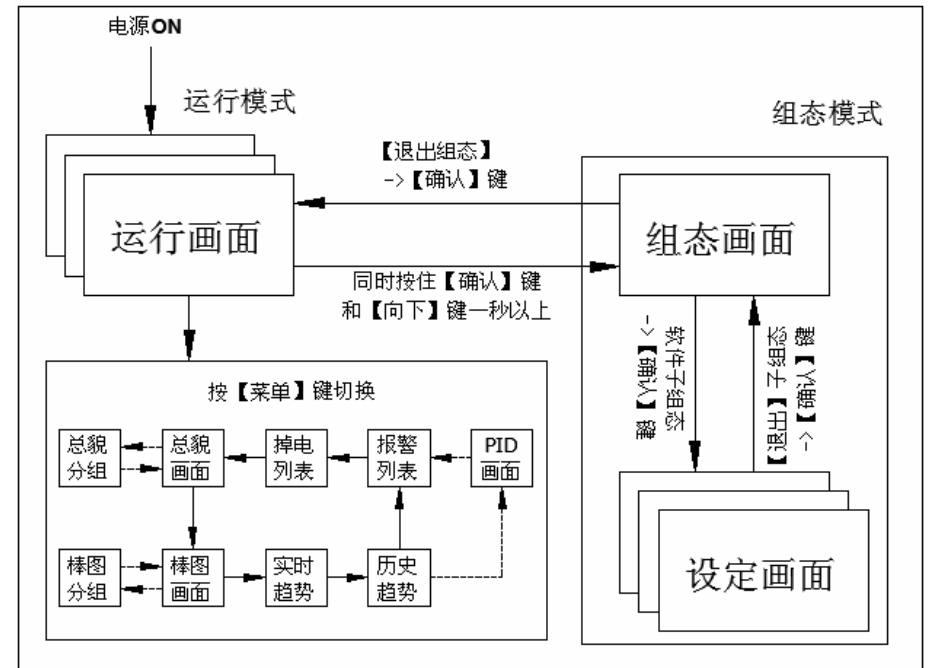 电源ON
运行模式
组态模式
【退出组态】
->【确认】键
运行画面
组态画面
同时按住【确认】键
和【向下】键一秒以上
软件子组态
->【确认】键
【退出】子组态
->【确认】键
按【菜单】键切换
总貌
分组
总貌
画面
掉电
列表
报警
列表
PID
画面
棒图
分组
棒图
画面
实时
趋势
历史
趋势
设定画面